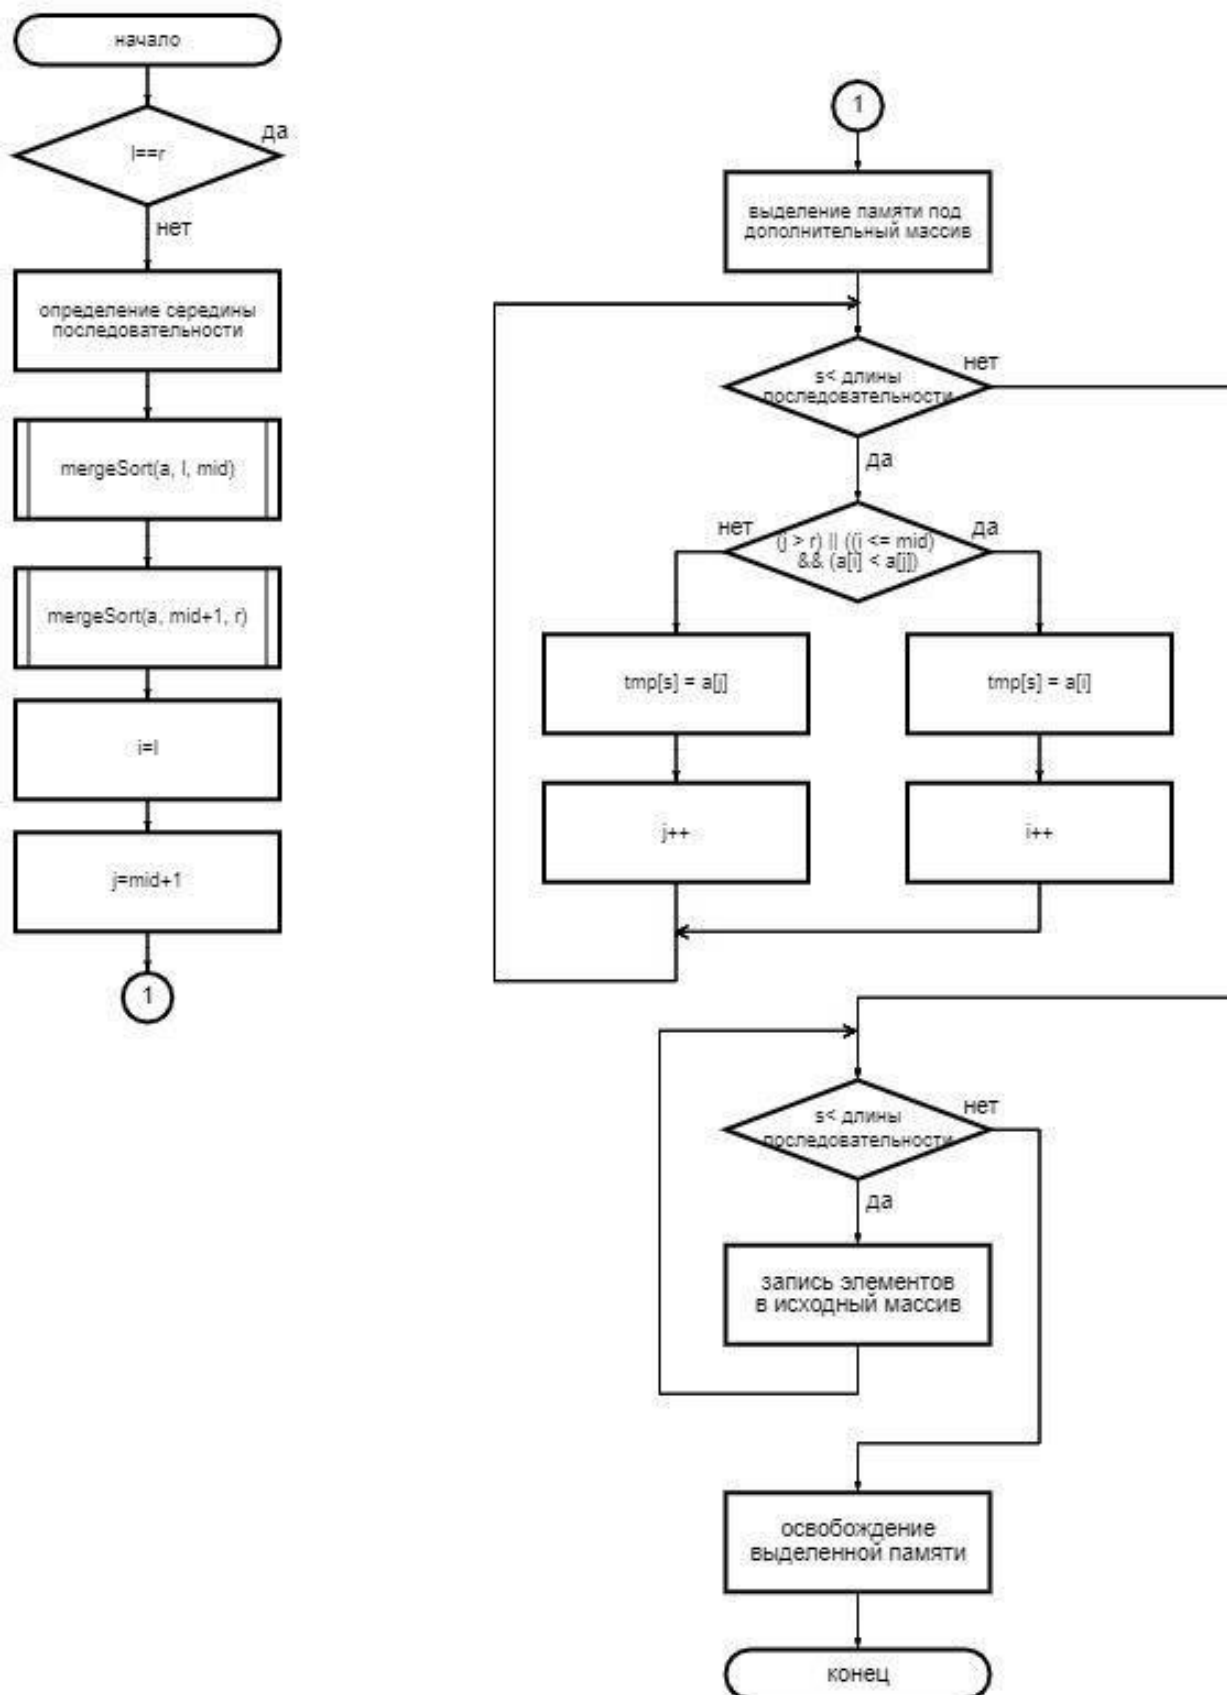 начало
l==r
да
нет
определение середины
последовательности
mergeSort(a, l, mid)
mergeSort(a, mid+1, r)
i=l
j=mid+1
1
1
выделение памяти под
дополнительный массив
s< длины
последовательности
нет
да
(j > r) || ((i <= mid)
&& (a[i] < a[j]))
нет
да
tmp[s] = a[j]
tmp[s] = a[i]
j++
i++
s< длины
последовательности
нет
да
запись элементов
в исходный массив
освобождение
выделенной памяти
конец